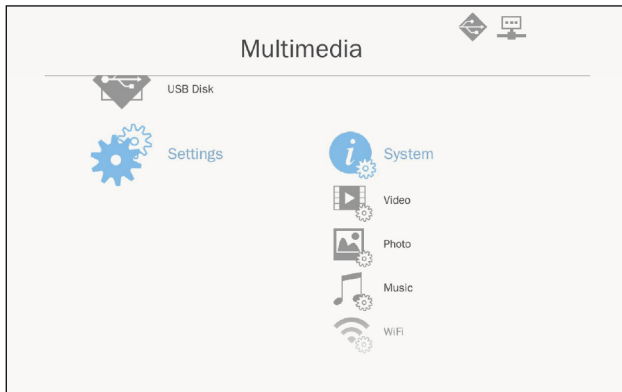 Multimedia
USB Disk
Settings
System
Video
Photo
Music
WiFi